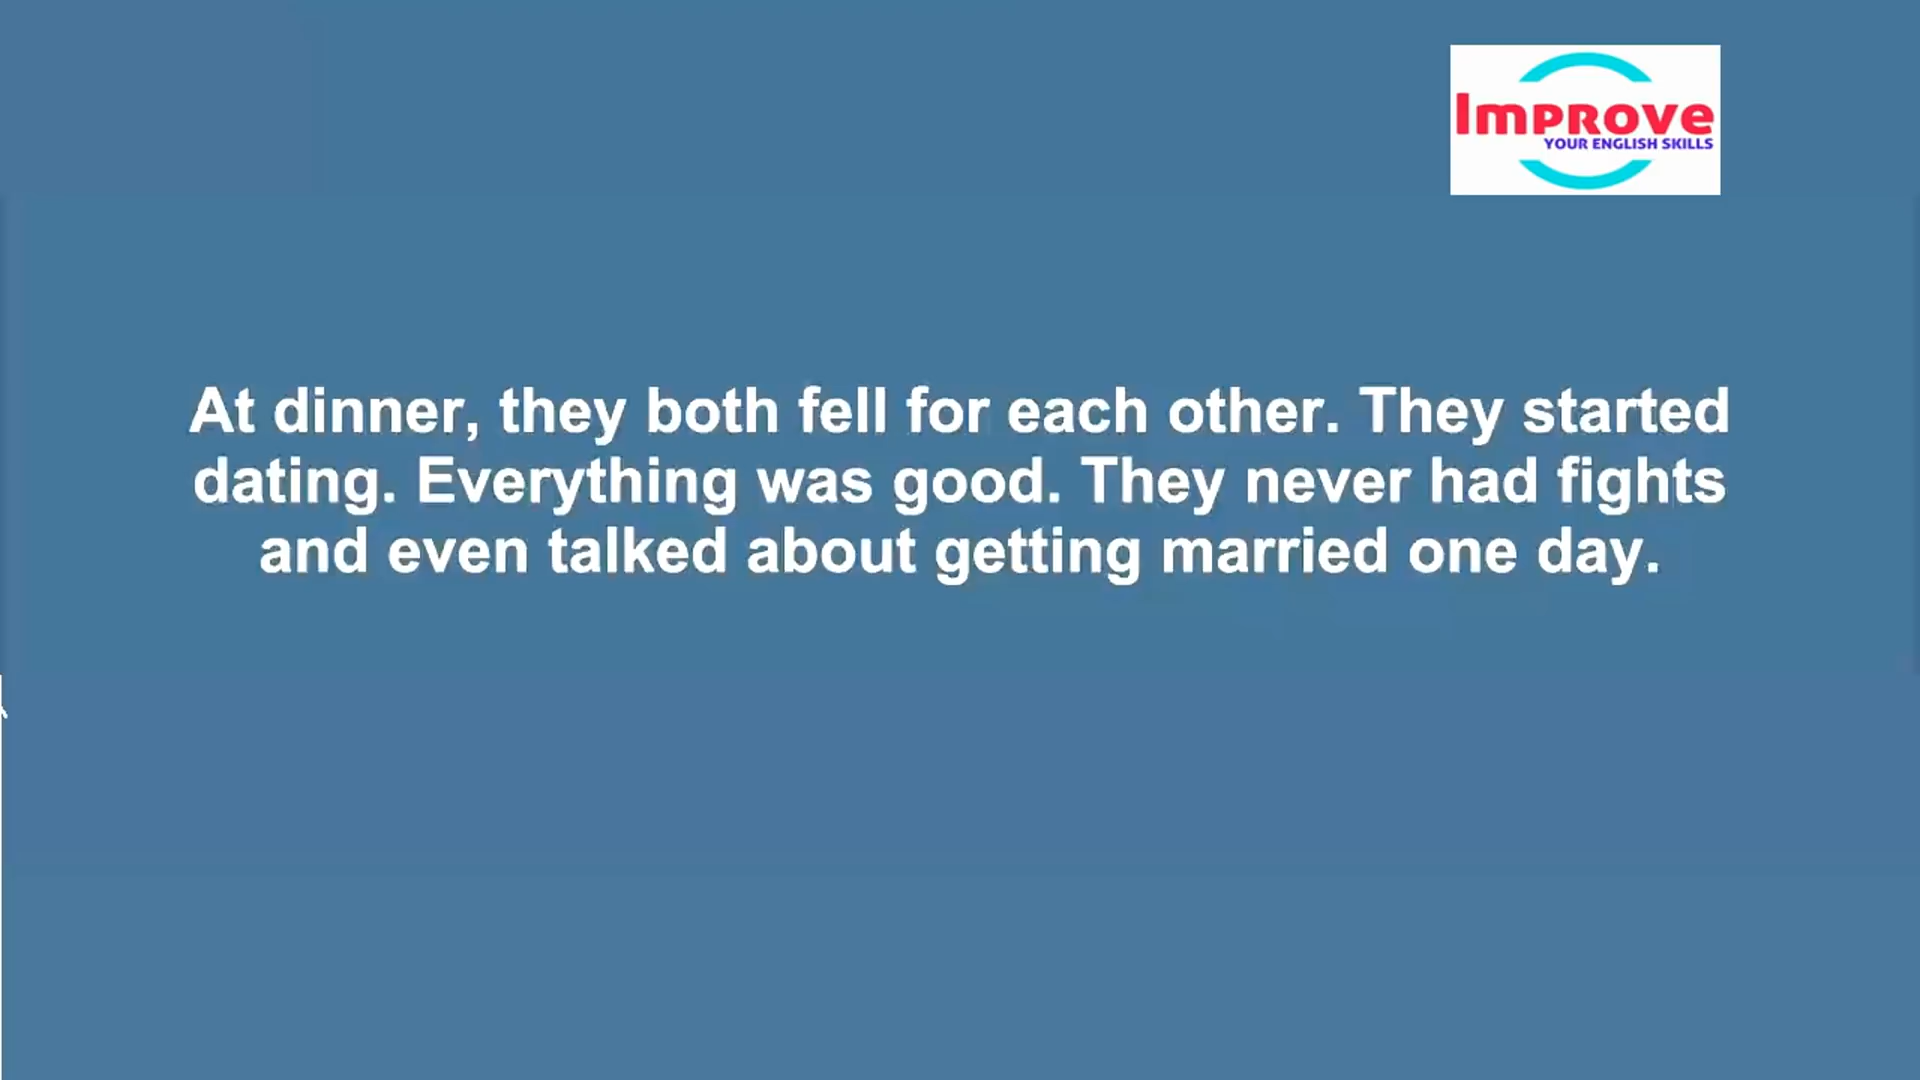 Improve
YOUR ENGLISH SKILLS
At dinner, they both fell for each other. They started
dating. Everything was good. They never had fights
and even talked about getting married one day.